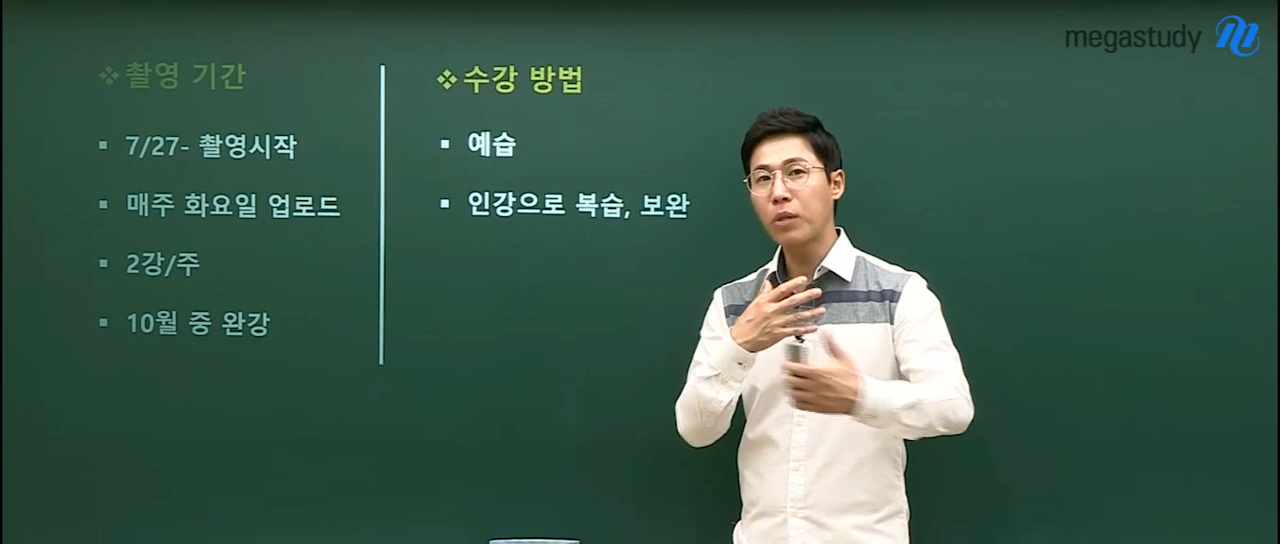 megastudy
❖촬영 기간
▪ 7/27- 촬영시작
▪ 매주 화요일 업로드
▪ 2강/주
▪ 10월 중 완강
❖수강 방법
▪ 예습
▪ 인강으로 복습, 보완